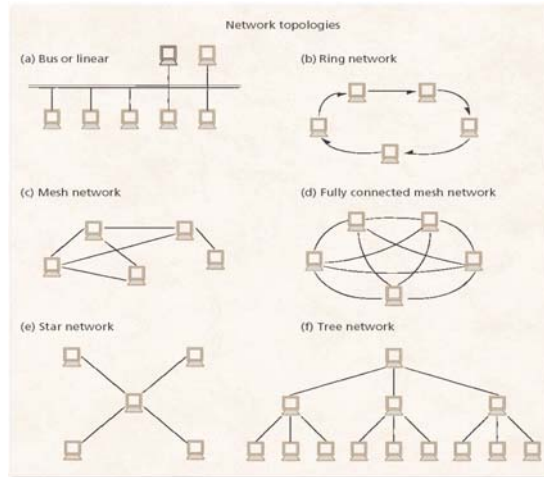 Network topologies
(a) Bus or linear
(b) Ring network
(c) Mesh network
(d) Fully connected mesh network
(e) Star network
(f) Tree network